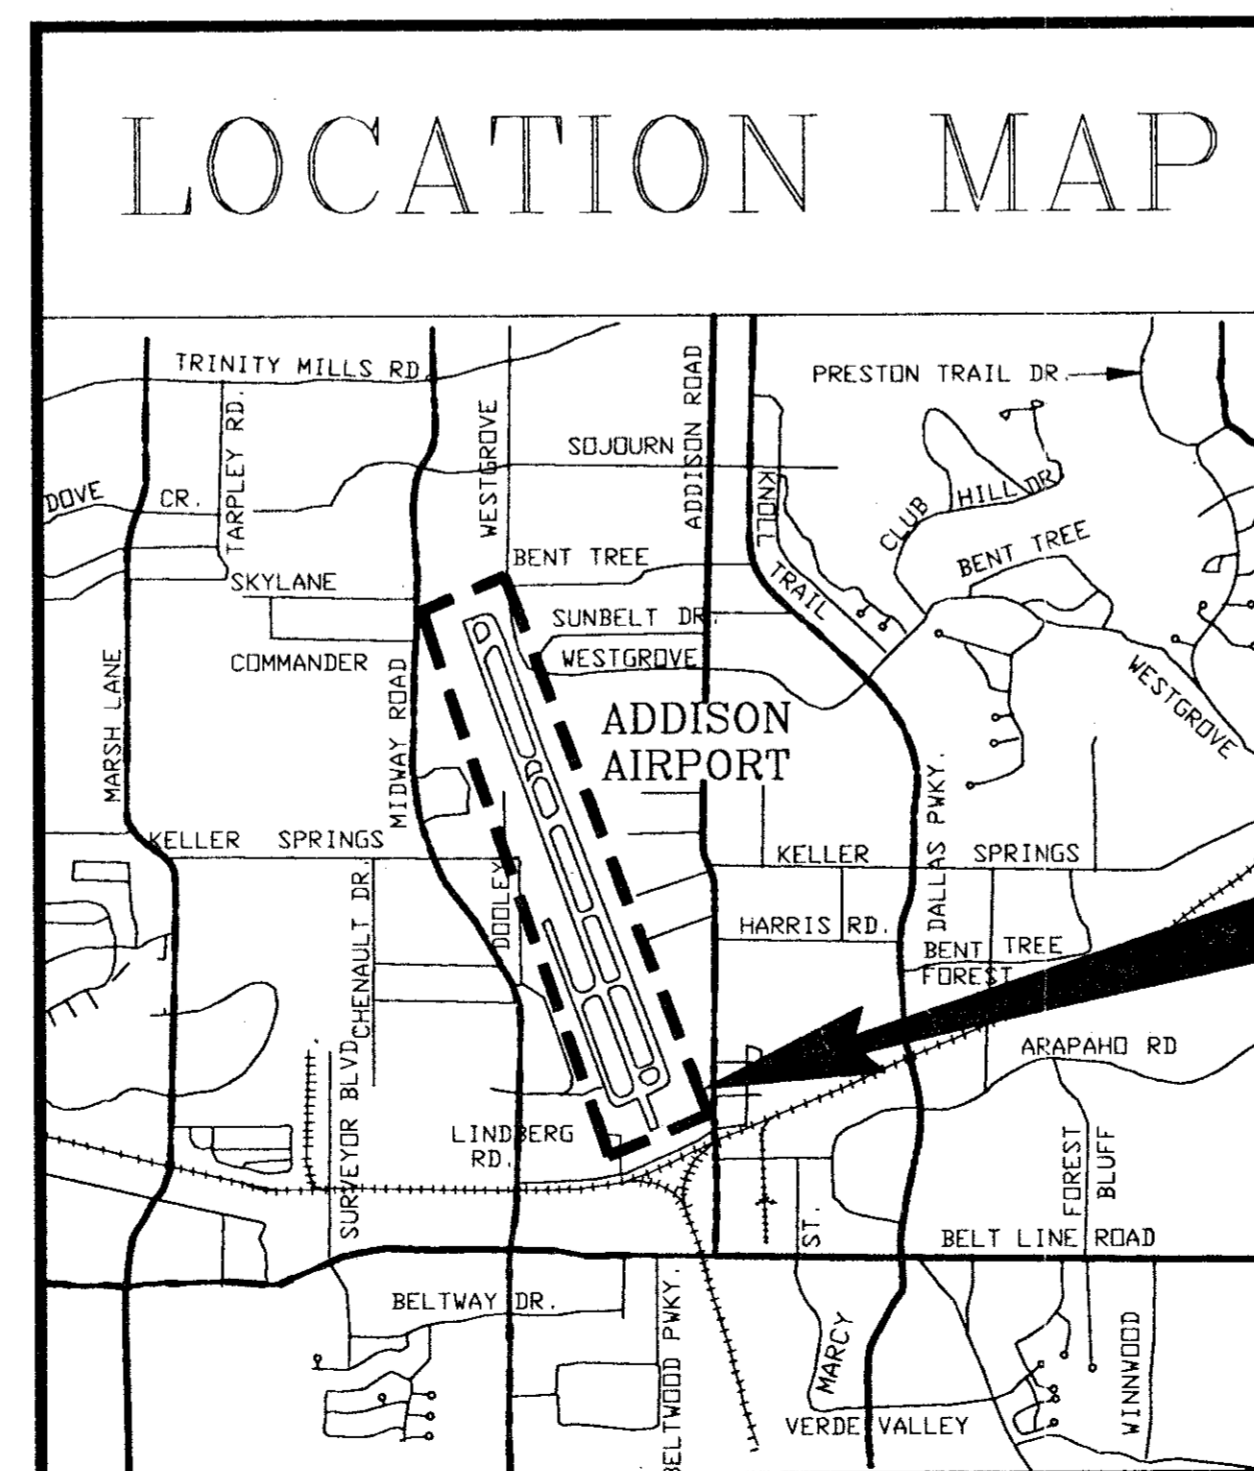 LOCATION MAP
TRINITY MILLS RD.
PRESTON TRAIL DR.
TARPLEY RD.
WESTGROVE
ADDISON ROAD
SOJOURN
KNOLL
TRAIL
CLUB
HILL DR.
DOVE CR.
BENT TREE
BENT TREE
SKYLANE
SUNBELT DR.
COMMANDER
WESTGROVE
WESTGROVE
MARSH LANE
MIDWAY ROAD
ADDISON
AIRPORT
DALLAS PWKY.
KELLER SPRINGS
KELLER SPRINGS
CHENAULT DR.
DOOLEY
HARRIS RD.
BENT TREE
FOREST
ARAPAHO RD
SURVEYOR BLVD.
LINDBERG
RD.
FOREST
BLUFF
ST.
BELT LINE ROAD
BELTWAY DR.
BELTWOOD PWKY.
MARCY
WINNWOOD
VERDE VALLEY